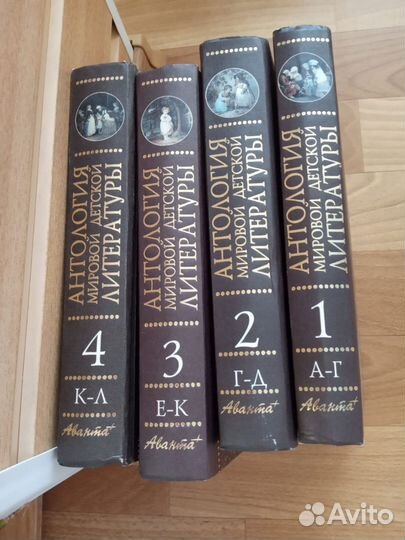 АНТОЛОГИЯ
МИРОВОЙ ДЕТСКОЙ
ЛИТЕРАТУРЫ
4
К-Л
Аванта+
АНТОЛОГИЯ
МИРОВОЙ ДЕТСКОЙ
ЛИТЕРАТУРЫ
3
Е-К
Аванта+
АНТОЛОГИЯ
МИРОВОЙ ДЕТСКОЙ
ЛИТЕРАТУРЫ
2
Г-Д
Аванта+
АНТОЛОГИЯ
МИРОВОЙ ДЕТСКОЙ
ЛИТЕРАТУРЫ
1
А-Г
Аванта+
Avito